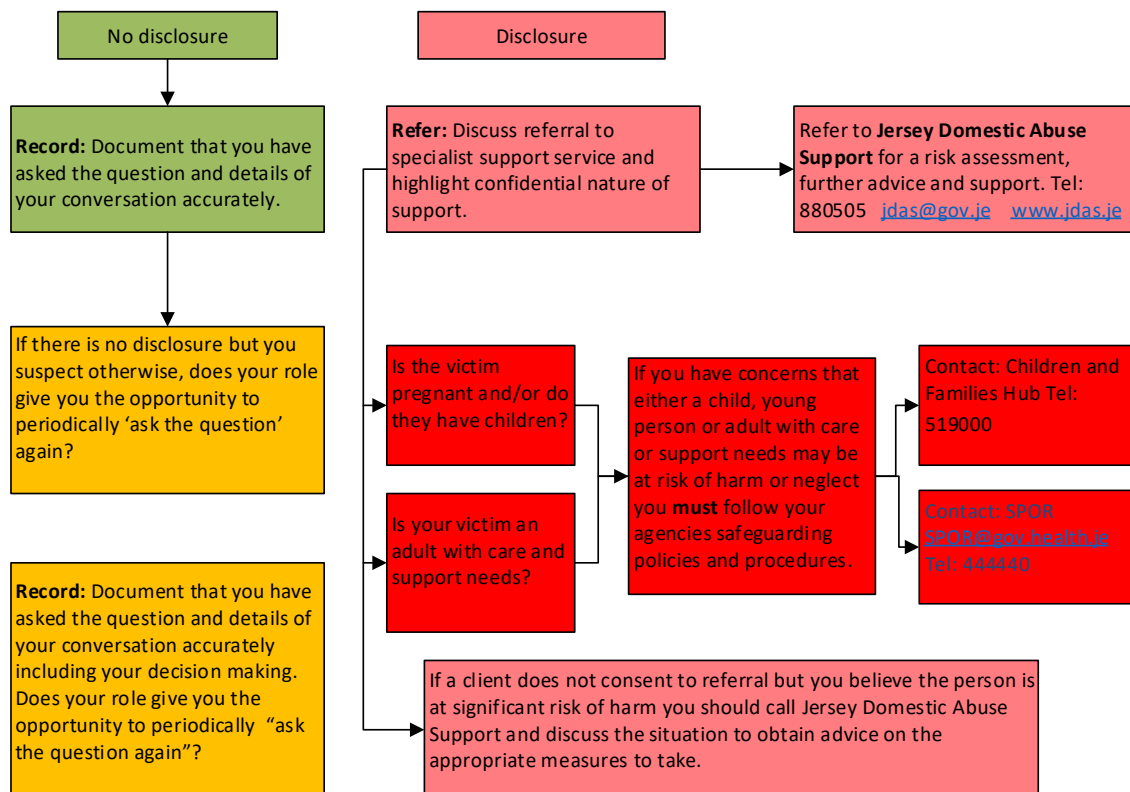 No disclosure
Disclosure
Record: Document that you have
asked the question and details of
your conversation accurately.
Refer: Discuss referral to
specialist support service and
highlight confidential nature of
support.
Refer to Jersey Domestic Abuse
Support for a risk assessment,
further advice and support. Tel:
880505 jdas@gov.je www.jdas.je
If there is no disclosure but you
suspect otherwise, does your role
give you the opportunity to
periodically ‘ask the question’
again?
Is the victim
pregnant and/or do
they have children?
If you have concerns that
either a child, young
person or adult with care
or support needs may be
at risk of harm or neglect
you must follow your
agencies safeguarding
policies and procedures.
Contact: Children and
Families Hub Tel:
519000
Is your victim an
adult with care and
support needs?
Contact: SPOR
SPOR@gov.health.je
Tel: 444440
Record: Document that you have
asked the question and details of
your conversation accurately
including your decision making.
Does your role give you the
opportunity to periodically “ask
the question again”?
If a client does not consent to referral but you believe the person is
at significant risk of harm you should call Jersey Domestic Abuse
Support and discuss the situation to obtain advice on the
appropriate measures to take.